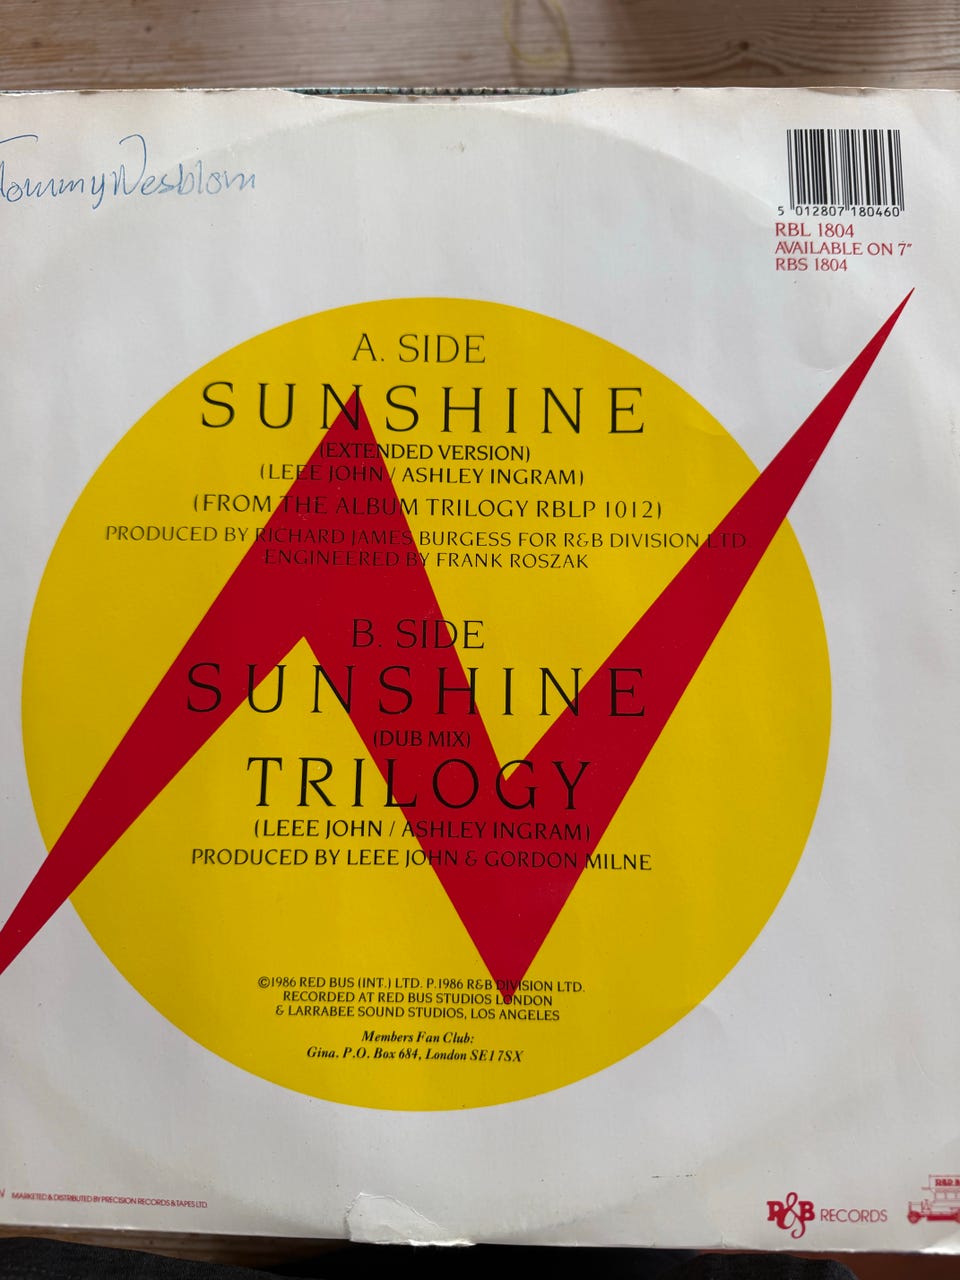 Tommy Wesblom
5 012807 180460
RBL 1804
AVAILABLE ON 7"
RBS 1804
A. SIDE
SUNSHINE
(EXTENDED VERSION)
(LEEE JOHN / ASHLEY INGRAM)
(FROM THE ALBUM TRILOGY RBLP 1012)
PRODUCED BY RICHARD JAMES BURGESS FOR R&B DIVISION LTD.
ENGINEERED BY FRANK ROSZAK
B. SIDE
SUNSHINE
(DUB MIX)
TRILOGY
(LEEE JOHN / ASHLEY INGRAM)
PRODUCED BY LEEE JOHN & GORDON MILNE
©1986 RED BUS (INT.) LTD. P.1986 R&B DIVISION LTD.
RECORDED AT RED BUS STUDIOS LONDON
& LARRABEE SOUND STUDIOS, LOS ANGELES
Members Fan Club:
Gina. P.O. Box 684, London SE1 7SX
MARKETED & DISTRIBUTED BY PRECISION RECORDS & TAPES LTD.
R&B RECORDS